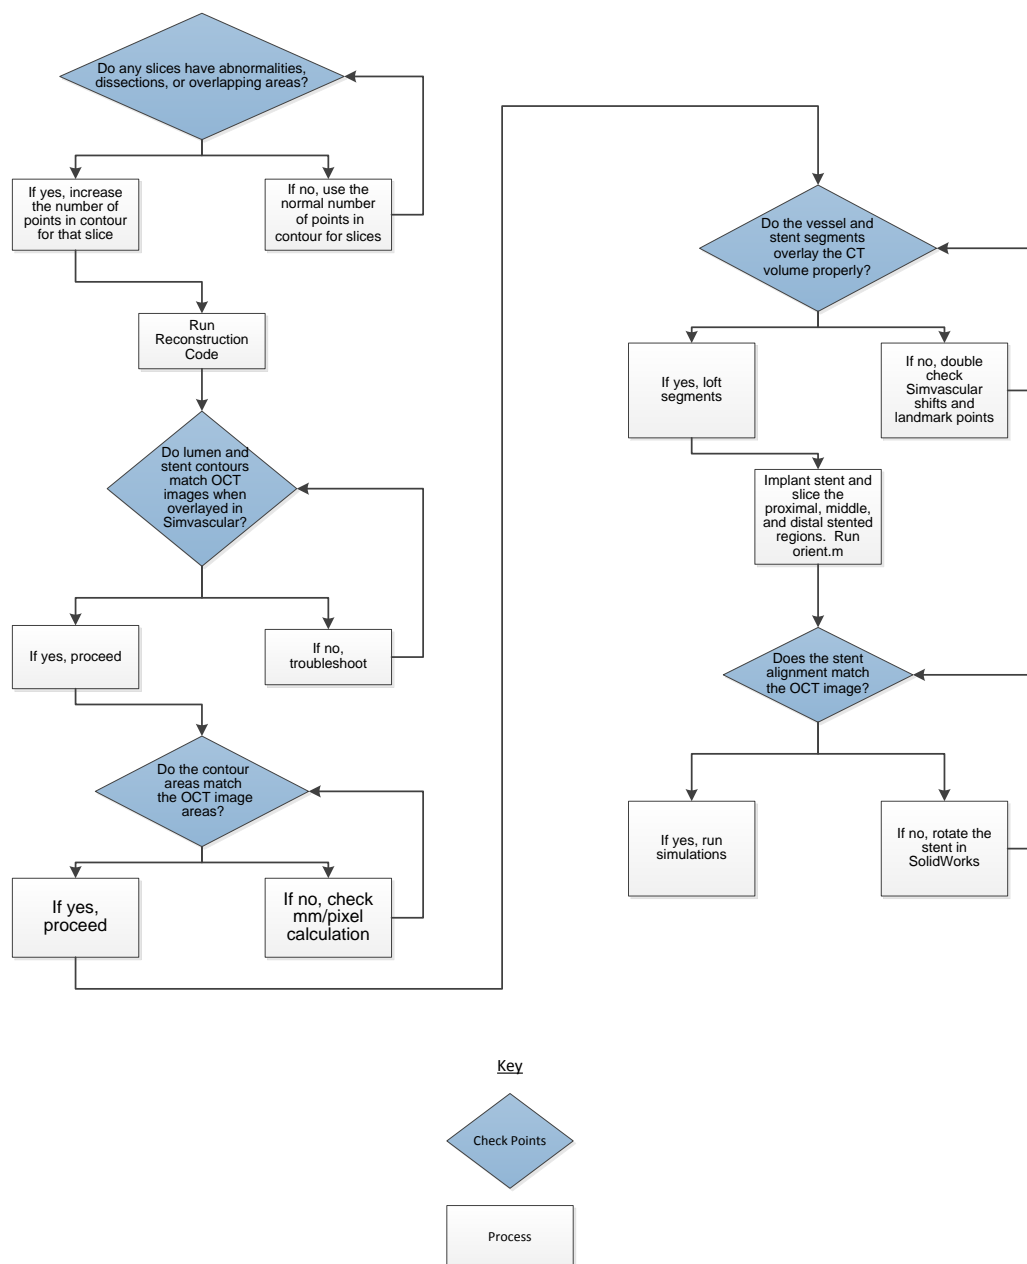 Do any slices have abnormalities,
dissections, or overlapping areas?
If yes, increase
the number of
points in contour
for that slice
If no, use the
normal number
of points in
contour for slices
Run
Reconstruction
Code
Do lumen and
stent contours
match OCT
images when
overlayed in
Simvascular?
If yes, proceed
If no,
troubleshoot
Do the contour
areas match
the OCT image
areas?
If yes,
proceed
If no, check
mm/pixel
calculation
Do the vessel and
stent segments
overlay the CT
volume properly?
If yes, loft
segments
If no, double
check
Simvascular
shifts and
landmark points
Implant stent and
slice the
proximal, middle,
and distal stented
regions.  Run
orient.m
Does the stent
alignment match
the OCT image?
If yes, run
simulations
If no, rotate the
stent in
SolidWorks
Key
Check Points
Process